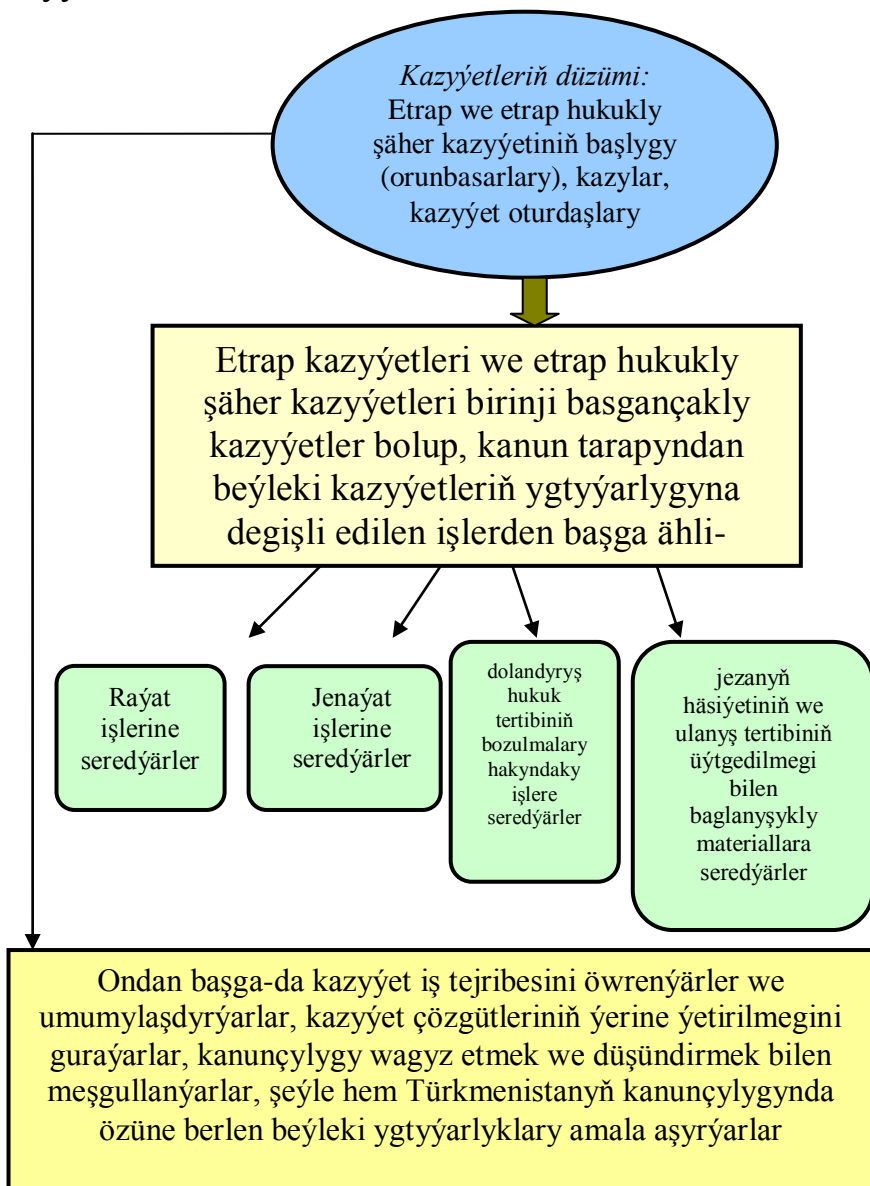 Kazyýetleriň düzümi:
Etrap we etrap hukukly
şäher kazyýetiniň başlygy
(orunbasarlary), kazylar,
kazyýet oturdaşlary
Etrap kazyýetleri we etrap hukukly
şäher kazyýetleri birinji basgançakly
kazyýetler bolup, kanun tarapyndan
beýleki kazyýetleriň ygtyýarlygyna
degişli edilen işlerden başga ähli-
Raýat
işlerine
seredýärler
Jenaýat
işlerine
seredýärler
dolandyryş
hukuk
tertibiniň
bozulmalary
hakyndaky
işlere
seredýärler
jezanyň
häsiýetiniň we
ulanyş tertibiniň
üýtgedilmegi
bilen
baglanyşykly
materiallara
seredýärler
Ondan başga-da kazyýet iş tejribesini öwrenýärler we
umumylaşdyrýarlar, kazyýet çözgütleriniň ýerine ýetirilmegini
guraýarlar, kanunçylygy wagyz etmek we düşündirmek bilen
meşgullanýarlar, şeýle hem Türkmenistanyň kanunçylygynda
özüne berlen beýleki ygtyýarlyklary amala aşyrýarlar